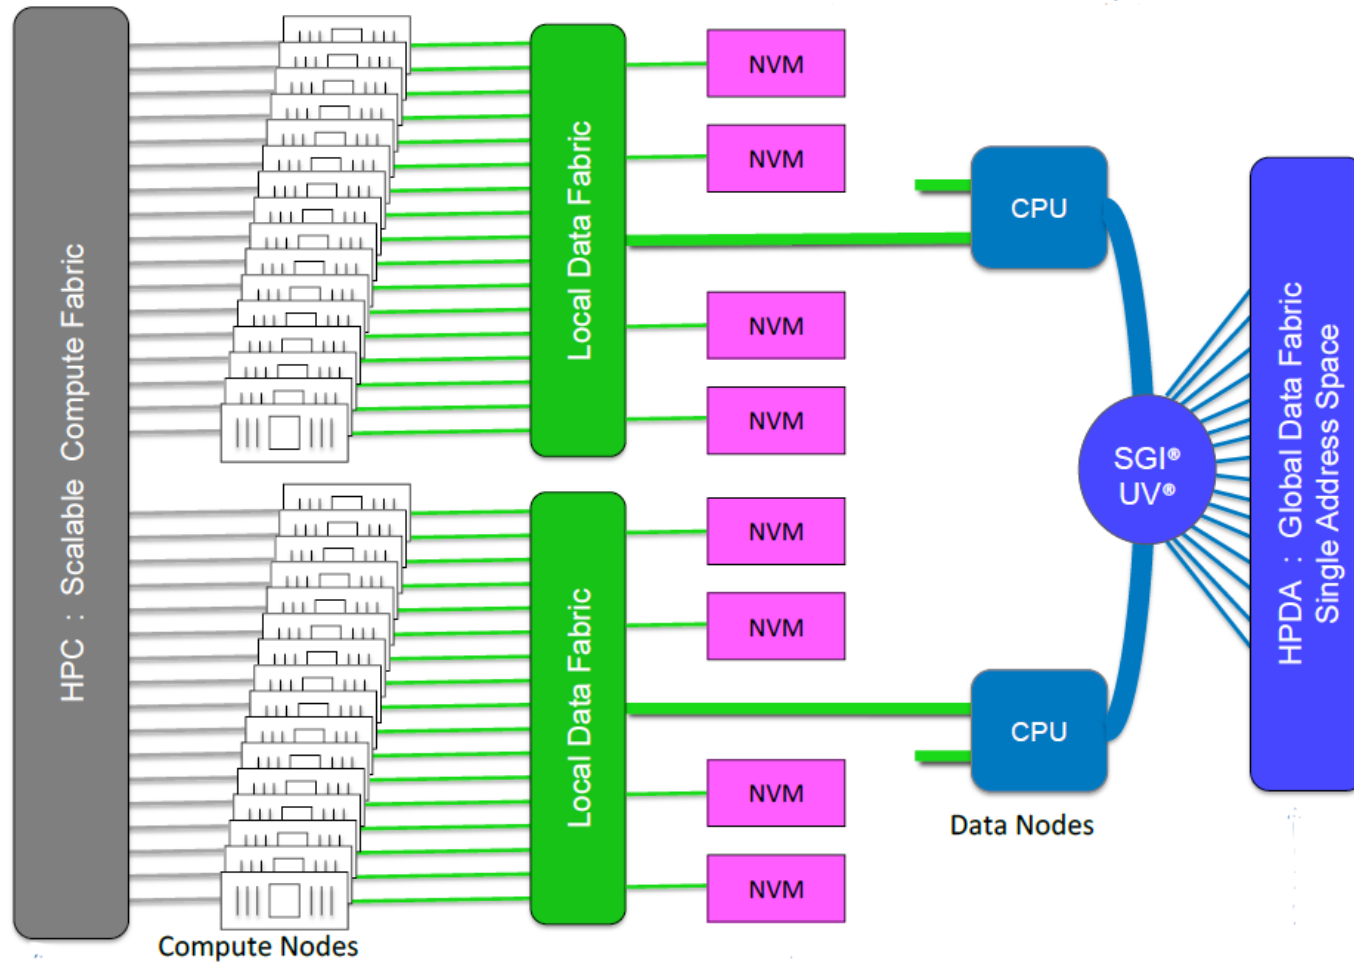 HPC : Scalable Compute Fabric
Compute Nodes
Local Data Fabric
Local Data Fabric
NVM
NVM
NVM
NVM
NVM
NVM
NVM
NVM
CPU
CPU
Data Nodes
SGI®
UV®
HPDA : Global Data Fabric
Single Address Space